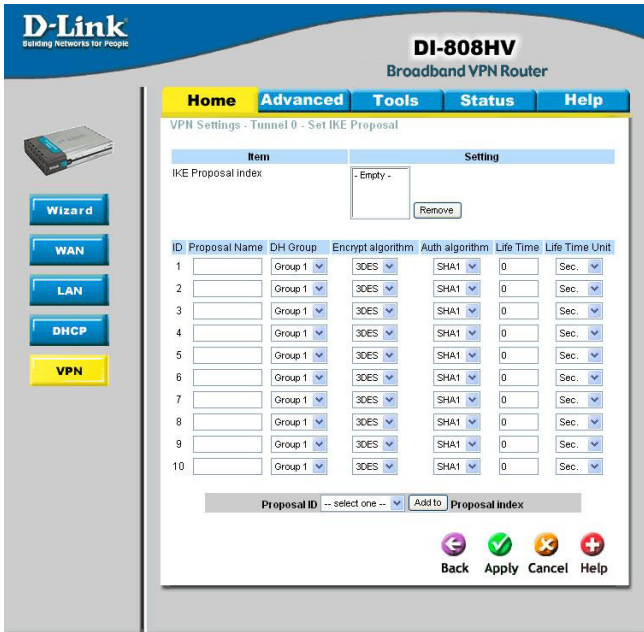 D-Link
Building Networks for People
DI-808HV
Broadband VPN Router
Home Advanced Tools Status Help
VPN Settings - Tunnel 0 - Set IKE Proposal
Item Setting
IKE Proposal index - Empty -
Remove
Wizard
WAN
LAN
DHCP
VPN
ID Proposal Name DH Group Encrypt algorithm Auth algorithm Life Time Life Time Unit
1 Group 1 3DES SHA1 0 Sec.
2 Group 1 3DES SHA1 0 Sec.
3 Group 1 3DES SHA1 0 Sec.
4 Group 1 3DES SHA1 0 Sec.
5 Group 1 3DES SHA1 0 Sec.
6 Group 1 3DES SHA1 0 Sec.
7 Group 1 3DES SHA1 0 Sec.
8 Group 1 3DES SHA1 0 Sec.
9 Group 1 3DES SHA1 0 Sec.
10 Group 1 3DES SHA1 0 Sec.
Proposal ID -- select one -- Add to Proposal index
Back Apply Cancel Help